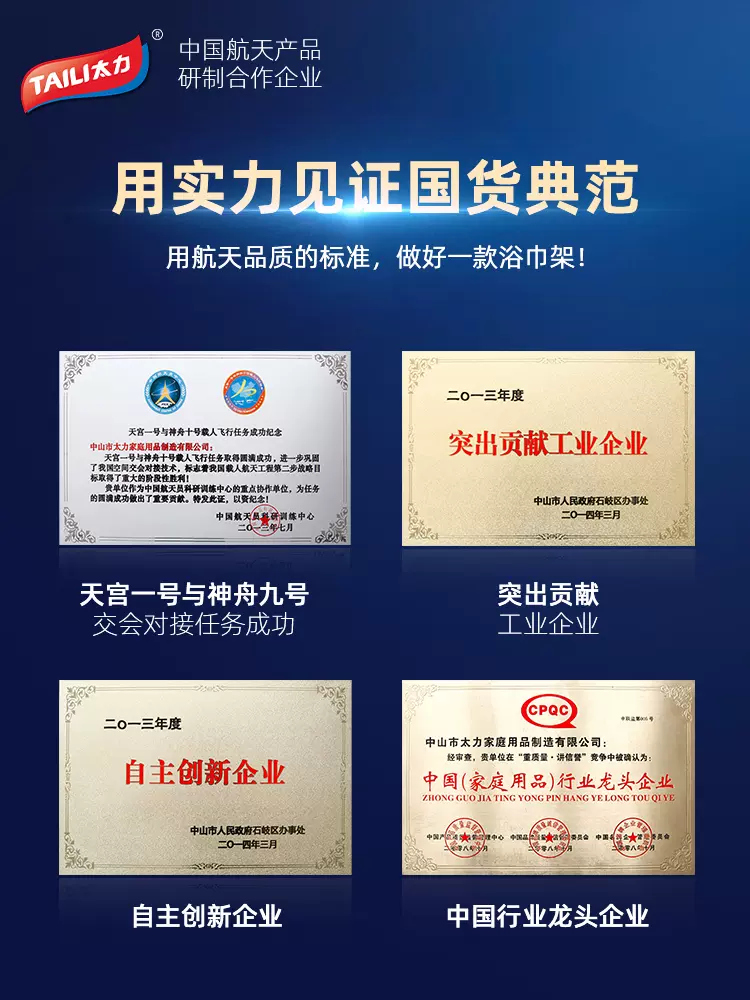 TAILI太力
®
中国航天产品
研制合作企业
用实力见证国货典范
用航天品质的标准，做好一款浴巾架！
天宫一号与神舟十号载人飞行任务成功纪念
中山市太力家庭用品制造有限公司：
天宫一号与神舟十号载人飞行任务取得圆满成功，进一步巩固
了我国空间交会对接技术，标志着我国载人航天工程第二步战略目
标取得了重大的阶段性胜利！
贵单位作为中国航天员科研训练中心的重点协作单位，为任务
的圆满成功做出了重要贡献。特发此证，以资纪念！
中国航天员科研训练中心
二〇一三年七月
天宫一号与神舟九号
交会对接任务成功
二〇一三年度
突出贡献工业企业
中山市人民政府石岐区办事处
二〇一四年三月
突出贡献
工业企业
二〇一三年度
自主创新企业
中山市人民政府石岐区办事处
二〇一四年三月
自主创新企业
CPQC
中山市太力家庭用品制造有限公司：
经审查，贵单位在“重质量·讲信誉”竞争中被确认为：
中国（家庭用品）行业龙头企业
ZHONG GUO JIA TING YONG PIN HANG YE LONG TOU QI YE
中国行业龙头企业